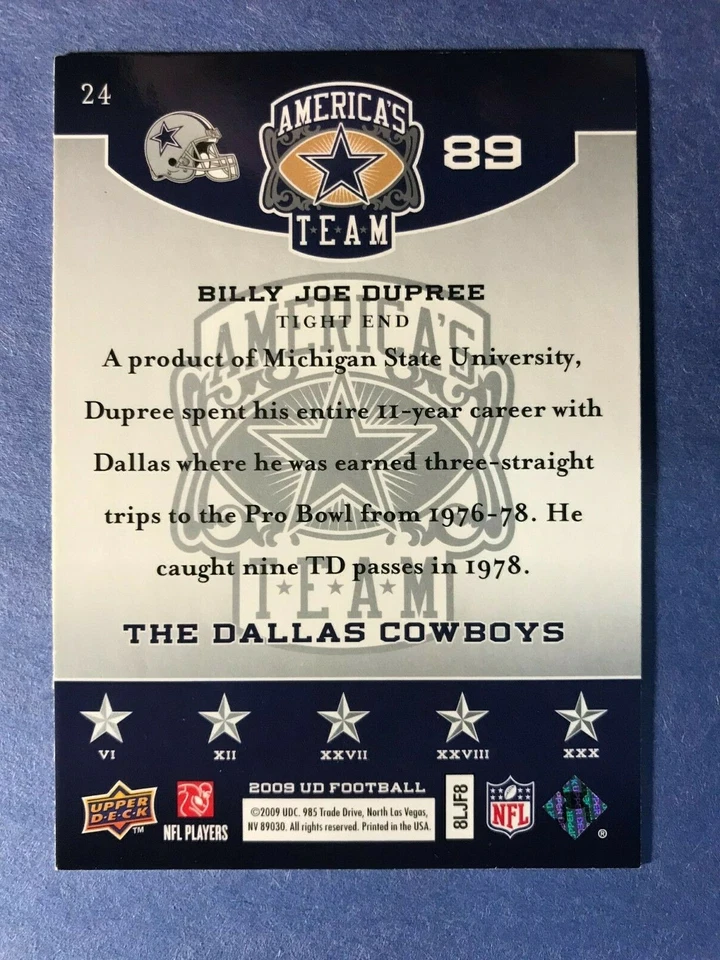 24
AMERICA'S
TEAM
89
BILLY JOE DUPREE
TIGHT END
A product of Michigan State University,
Dupree spent his entire 11-year career with
Dallas where he was earned three-straight
trips to the Pro Bowl from 1976-78. He
caught nine TD passes in 1978.
AMERICA'S
TEAM
THE DALLAS COWBOYS
VI XII XXVII XXVIII XXX
UPPER
D·E·C·K
TM
NFL PLAYERS
2009 UD FOOTBALL
©2009 UDC. 985 Trade Drive, North Las Vegas,
NV 89030. All rights reserved. Printed in the USA.
8LJF8
NFL
®